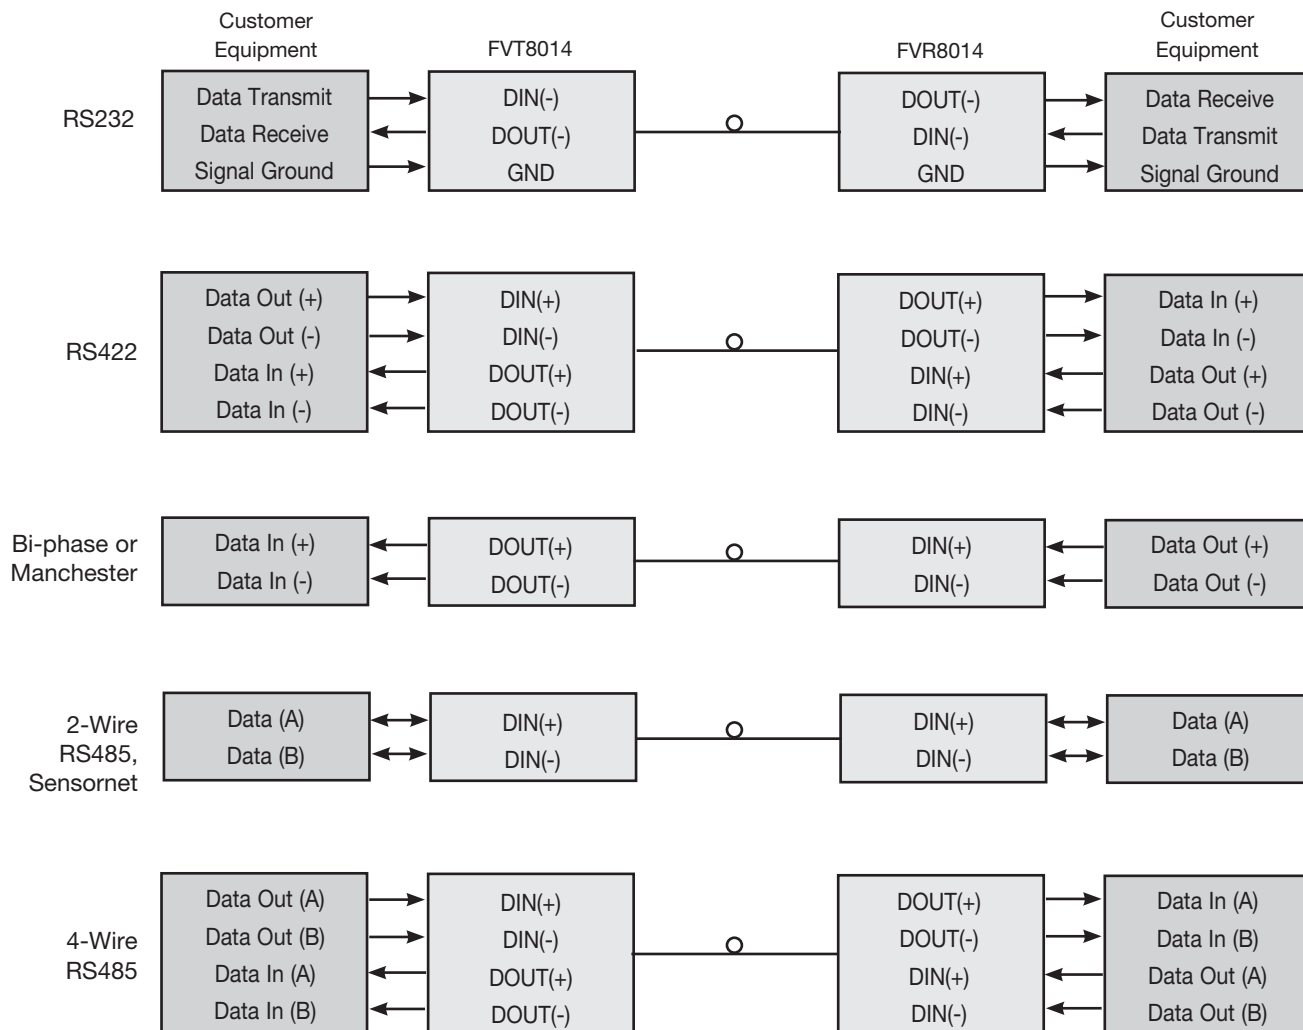 Customer
Equipment
FVT8014
FVR8014
Customer
Equipment
RS232
Data Transmit
Data Receive
Signal Ground
DIN(-)
DOUT(-)
GND
DOUT(-)
DIN(-)
GND
Data Receive
Data Transmit
Signal Ground
RS422
Data Out (+)
Data Out (-)
Data In (+)
Data In (-)
DIN(+)
DIN(-)
DOUT(+)
DOUT(-)
DOUT(+)
DOUT(-)
DIN(+)
DIN(-)
Data In (+)
Data In (-)
Data Out (+)
Data Out (-)
Bi-phase or
Manchester
Data In (+)
Data In (-)
DOUT(+)
DOUT(-)
DIN(+)
DIN(-)
Data Out (+)
Data Out (-)
2-Wire
RS485,
Sensornet
Data (A)
Data (B)
DIN(+)
DIN(-)
DIN(+)
DIN(-)
Data (A)
Data (B)
4-Wire
RS485
Data Out (A)
Data Out (B)
Data In (A)
Data In (B)
DIN(+)
DIN(-)
DOUT(+)
DOUT(-)
DOUT(+)
DOUT(-)
DIN(+)
DIN(-)
Data In (A)
Data In (B)
Data Out (A)
Data Out (B)